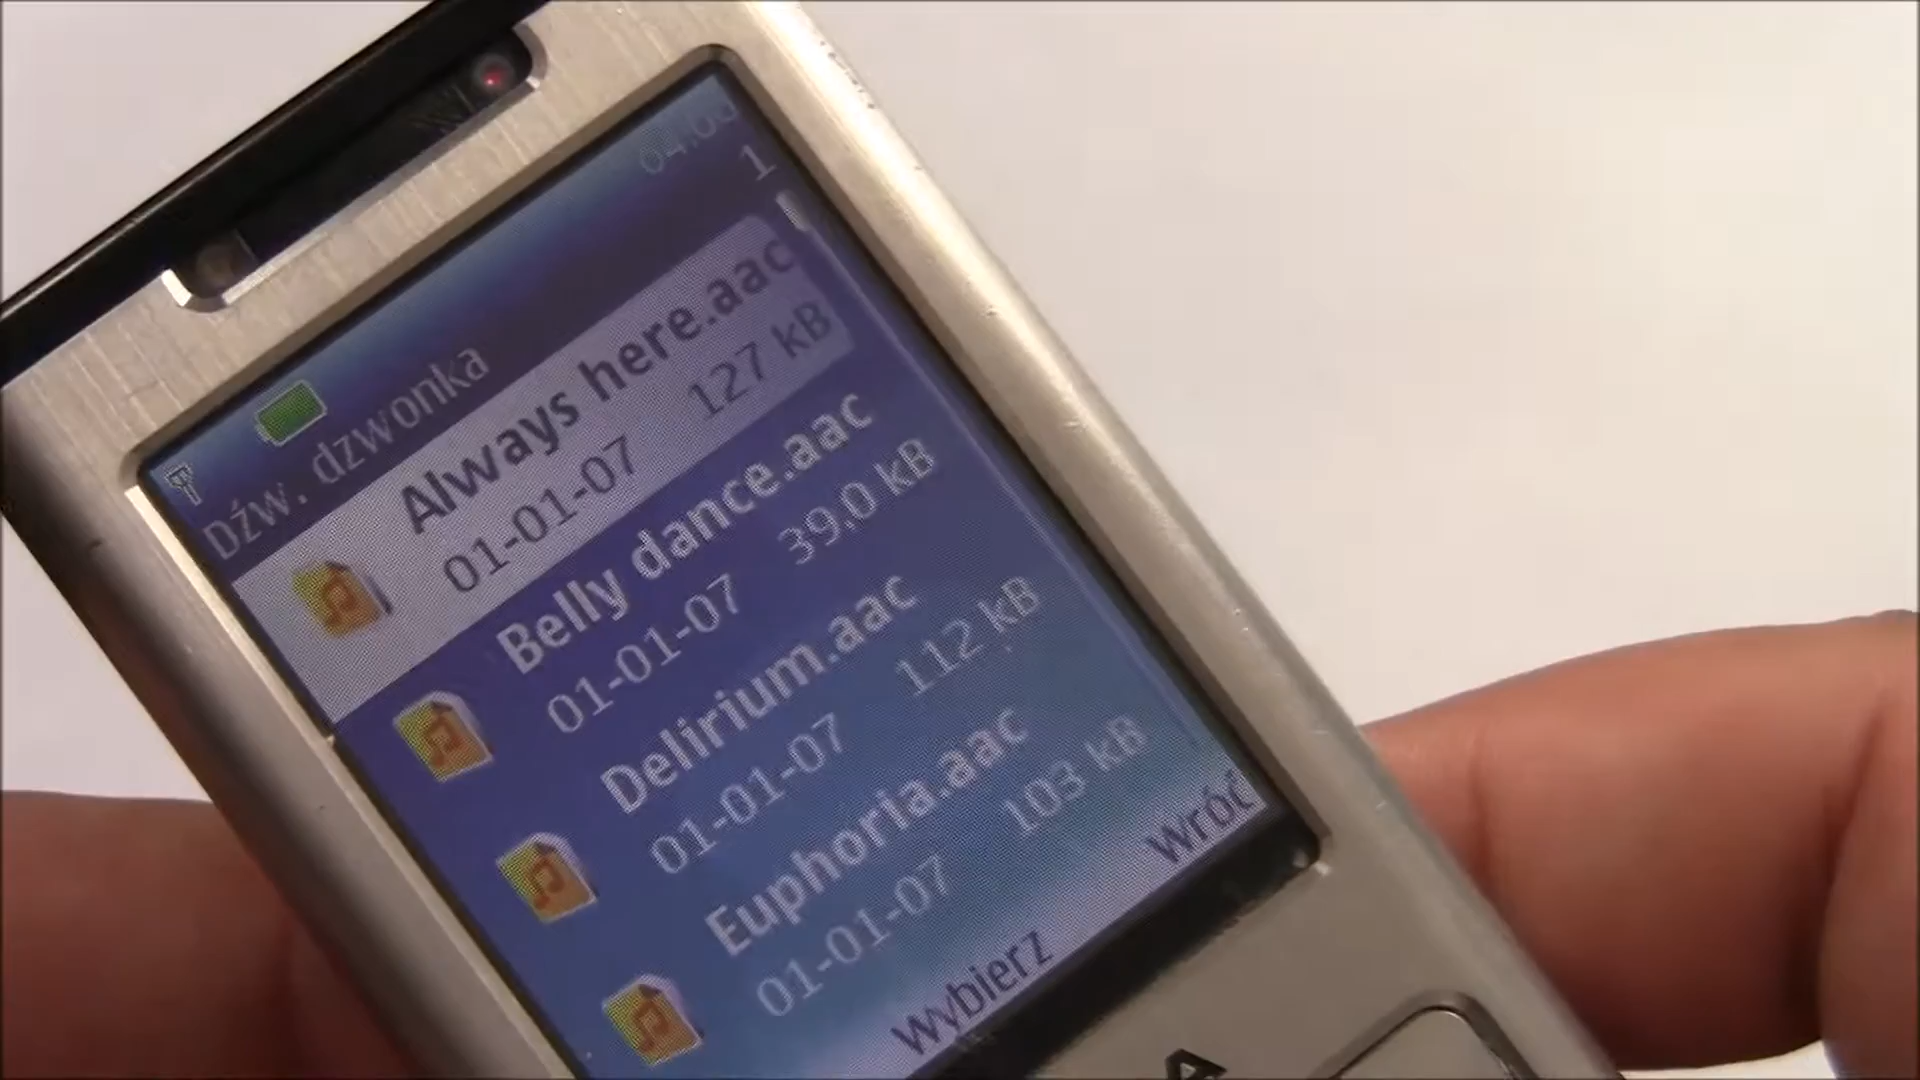 1
Dźw. dzwonka
Always here.aac
01-01-07 127 kB
Belly dance.aac
01-01-07 39,0 kB
Delirium.aac
01-01-07 112 kB
Euphoria.aac
01-01-07 103 kB
Wybierz Wróć